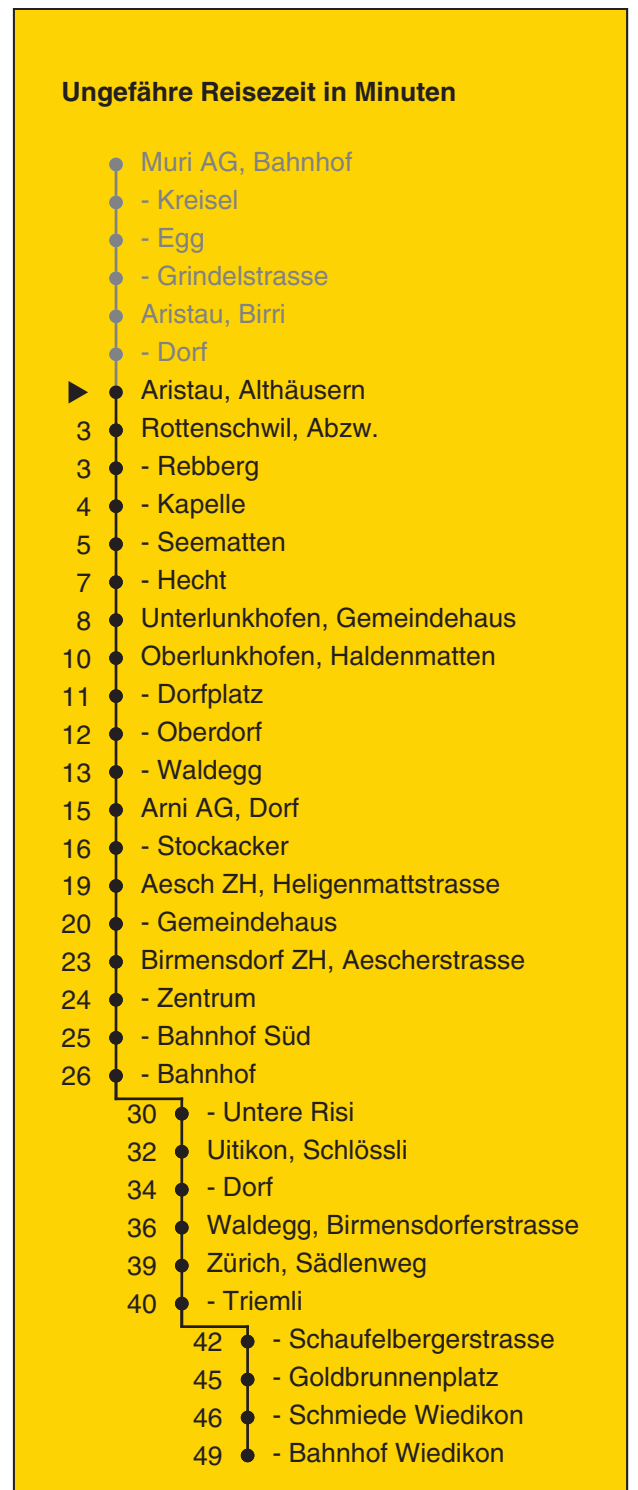 Ungefähre Reisezeit in Minuten
Muri AG, Bahnhof
- Kreisel
- Egg
- Grindelstrasse
Aristau, Birri
- Dorf
Aristau, Althäusern
3 Rottenschwil, Abzw.
3 - Rebberg
4 - Kapelle
5 - Seematten
7 - Hecht
8 Unterlunkhofen, Gemeindehaus
10 Oberlunkhofen, Haldenmatten
11 - Dorfplatz
12 - Oberdorf
13 - Waldegg
15 Arni AG, Dorf
16 - Stockacker
19 Aesch ZH, Heligenmattstrasse
20 - Gemeindehaus
23 Birmensdorf ZH, Aescherstrasse
24 - Zentrum
25 - Bahnhof Süd
26 - Bahnhof
30 - Untere Risi
32 Uitikon, Schlössli
34 - Dorf
36 Waldegg, Birmensdorferstrasse
39 Zürich, Sädlenweg
40 - Triemli
42 - Schaufelbergerstrasse
45 - Goldbrunnenplatz
46 - Schmiede Wiedikon
49 - Bahnhof Wiedikon